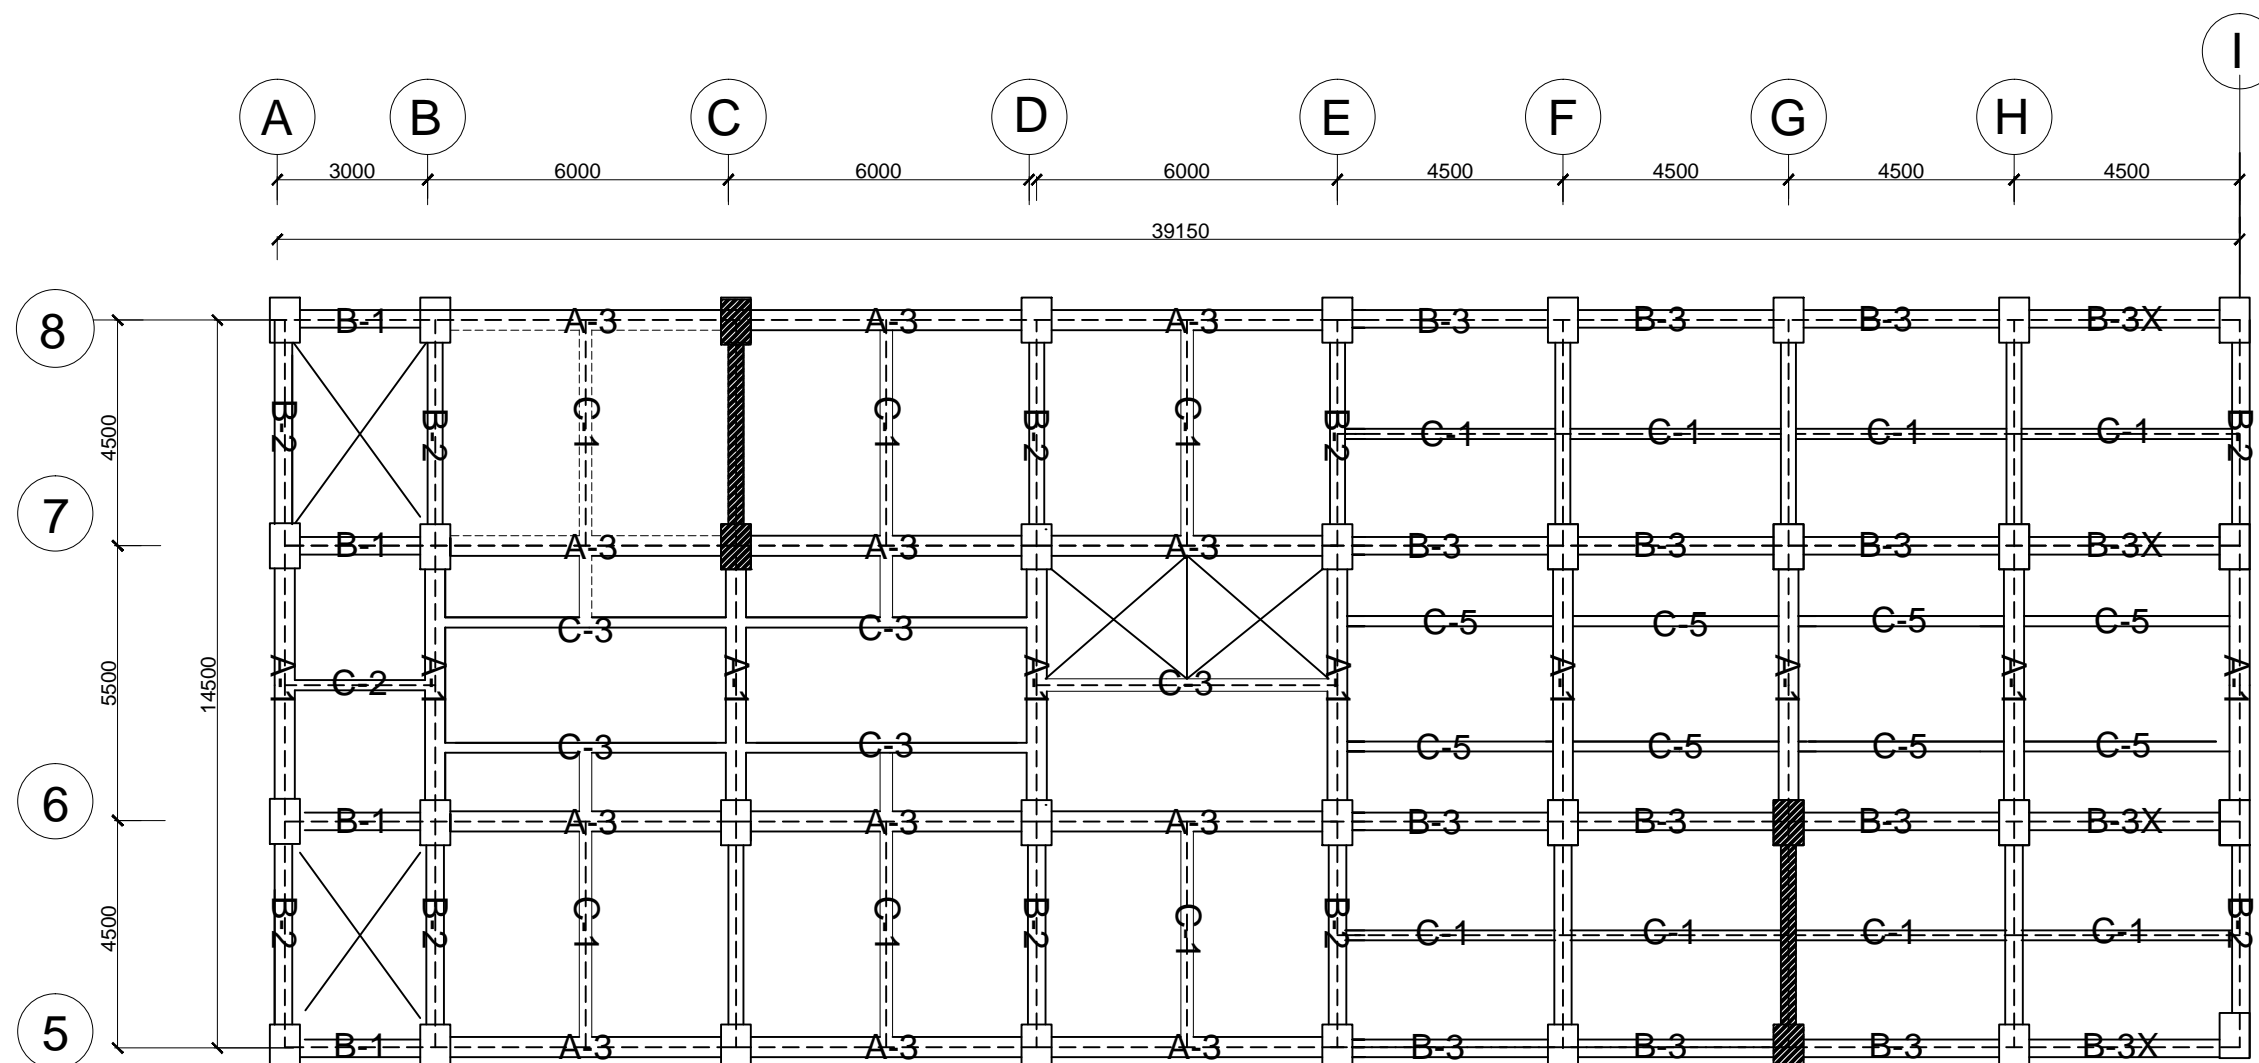 I
A B C D E F G H
3000 6000 6000 6000 4500 4500 4500 4500
39150
8 B-1 A-3 A-3 A-3 B-3 B-3 B-3 B-3X
4500 B-2 B-2 C-1 C-1 B-2 C-1 B-2 C-1 C-1 C-1 C-1 B-2
7 B-1 A-3 A-3 A-3 B-3 B-3 B-3 B-3X
C-3 C-3 C-5 C-5 C-5 C-5
5500 14500 A-1 C-2 A-1 A-1 A-1 C-3 A-1 A-1 A-1 A-1 A-1
C-3 C-3 C-5 C-5 C-5 C-5
6 B-1 A-3 A-3 A-3 B-3 B-3 B-3 B-3X
4500 B-2 B-2 C-1 C-1 B-2 C-1 B-2 C-1 C-1 C-1 C-1 B-2
5 B-1 A-3 A-3 A-3 B-3 B-3 B-3 B-3X